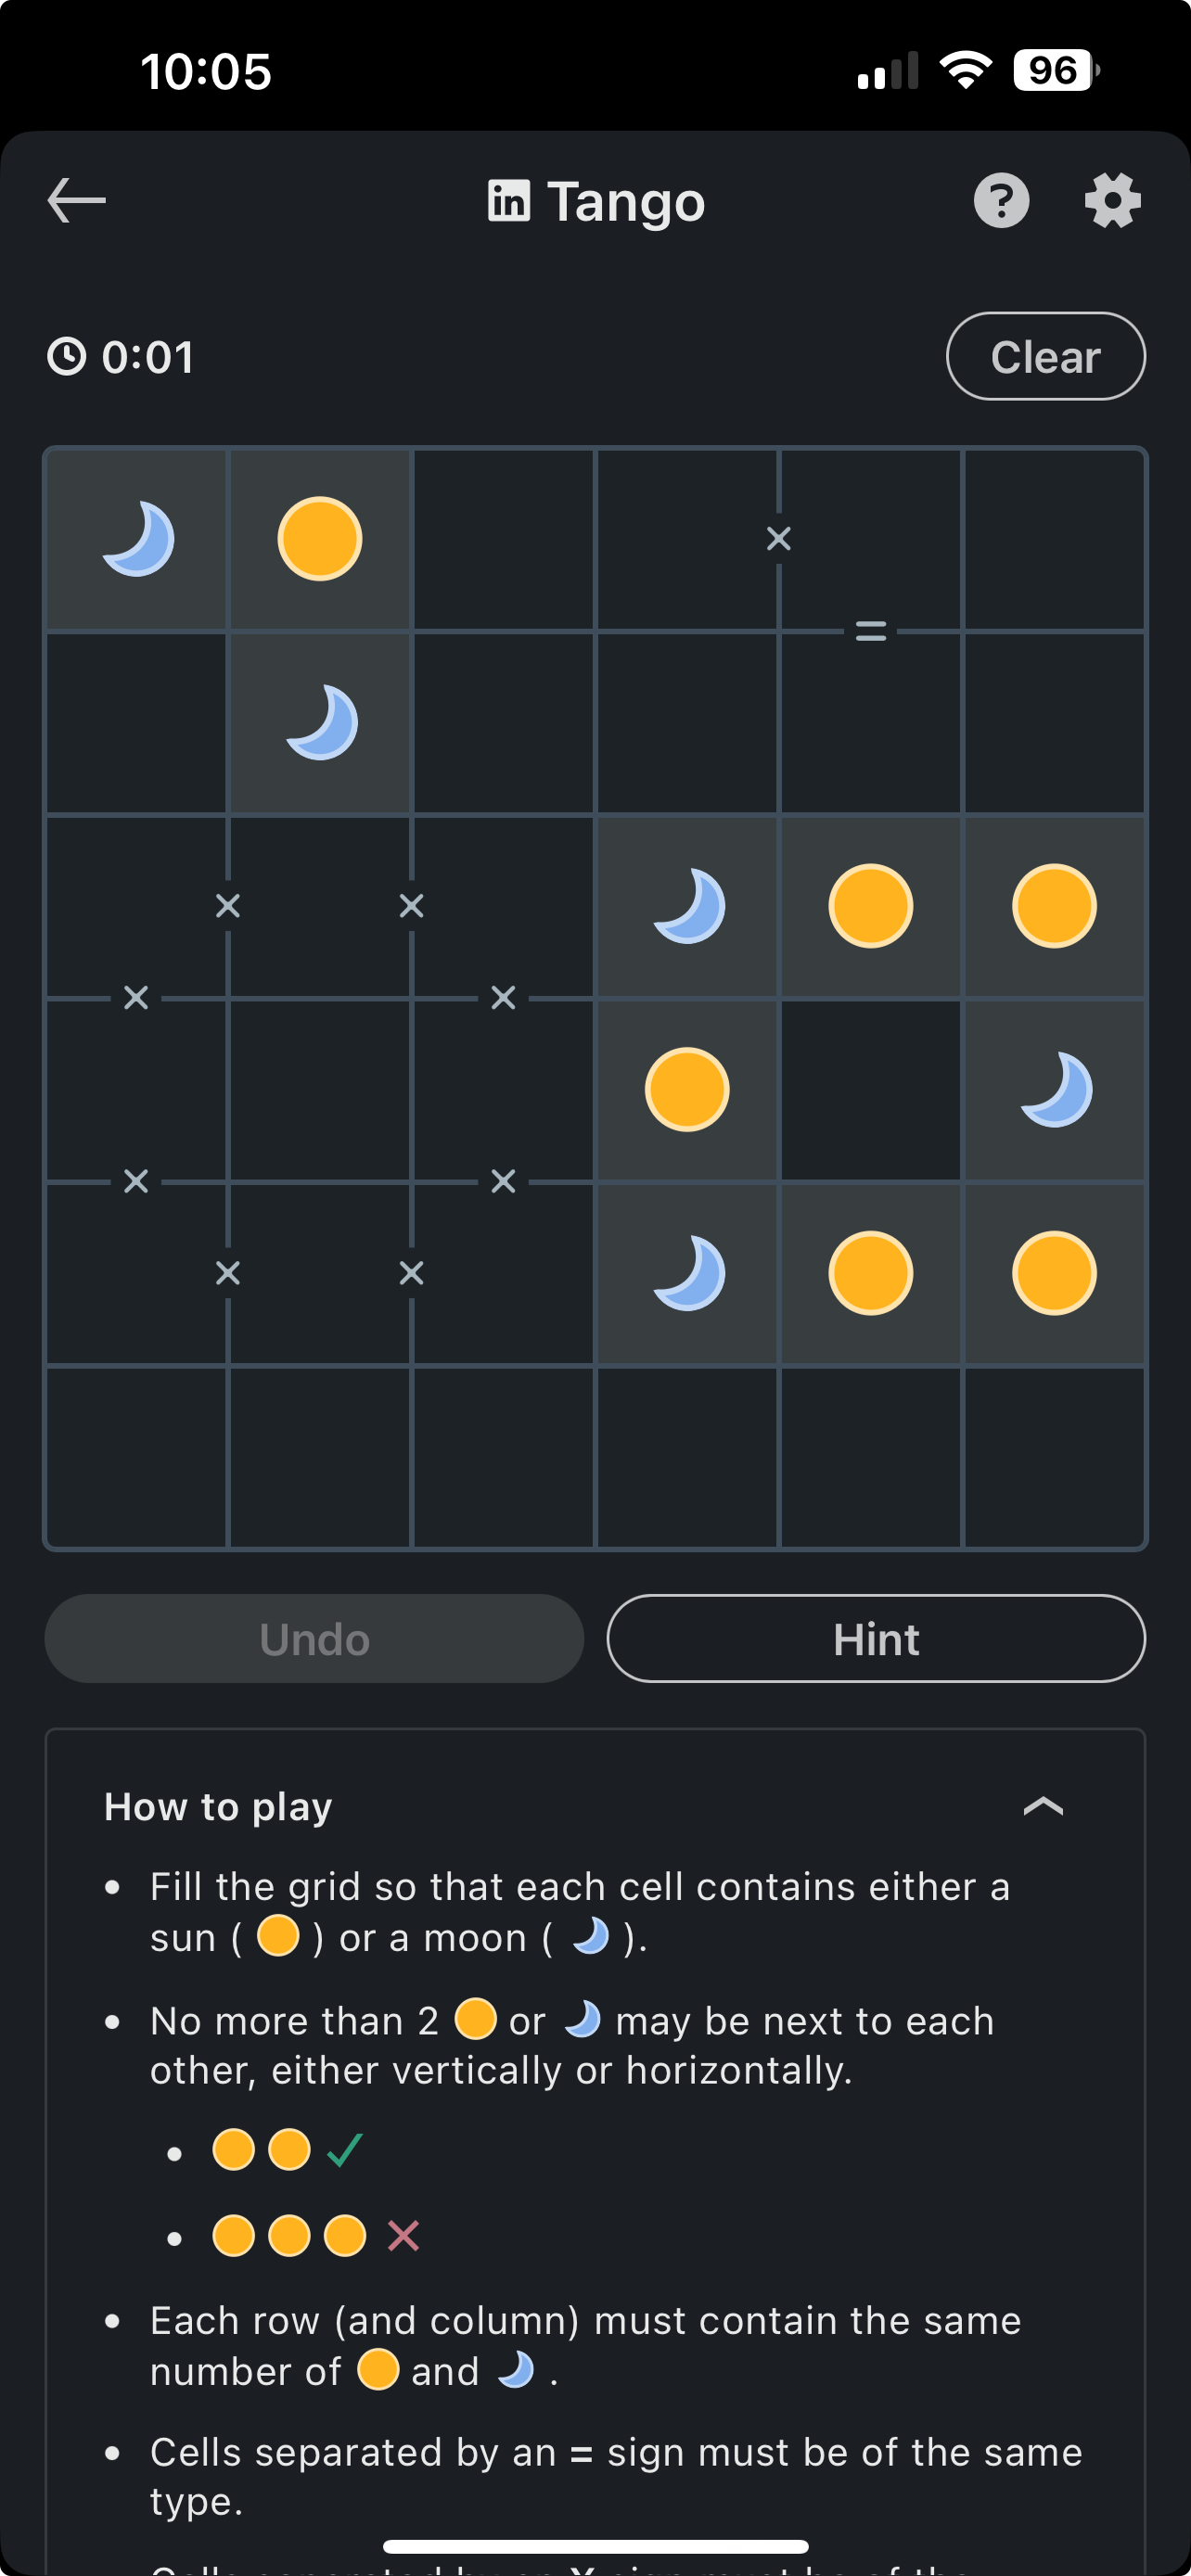 10:05
96
in Tango
?
0:01
Clear
×
=
× ×
× ×
× ×
× ×
Undo
Hint
How to play
• Fill the grid so that each cell contains either a
sun ( ) or a moon ( ).
• No more than 2 or may be next to each
other, either vertically or horizontally.
• Each row (and column) must contain the same
number of and .
• Cells separated by an = sign must be of the same
type.